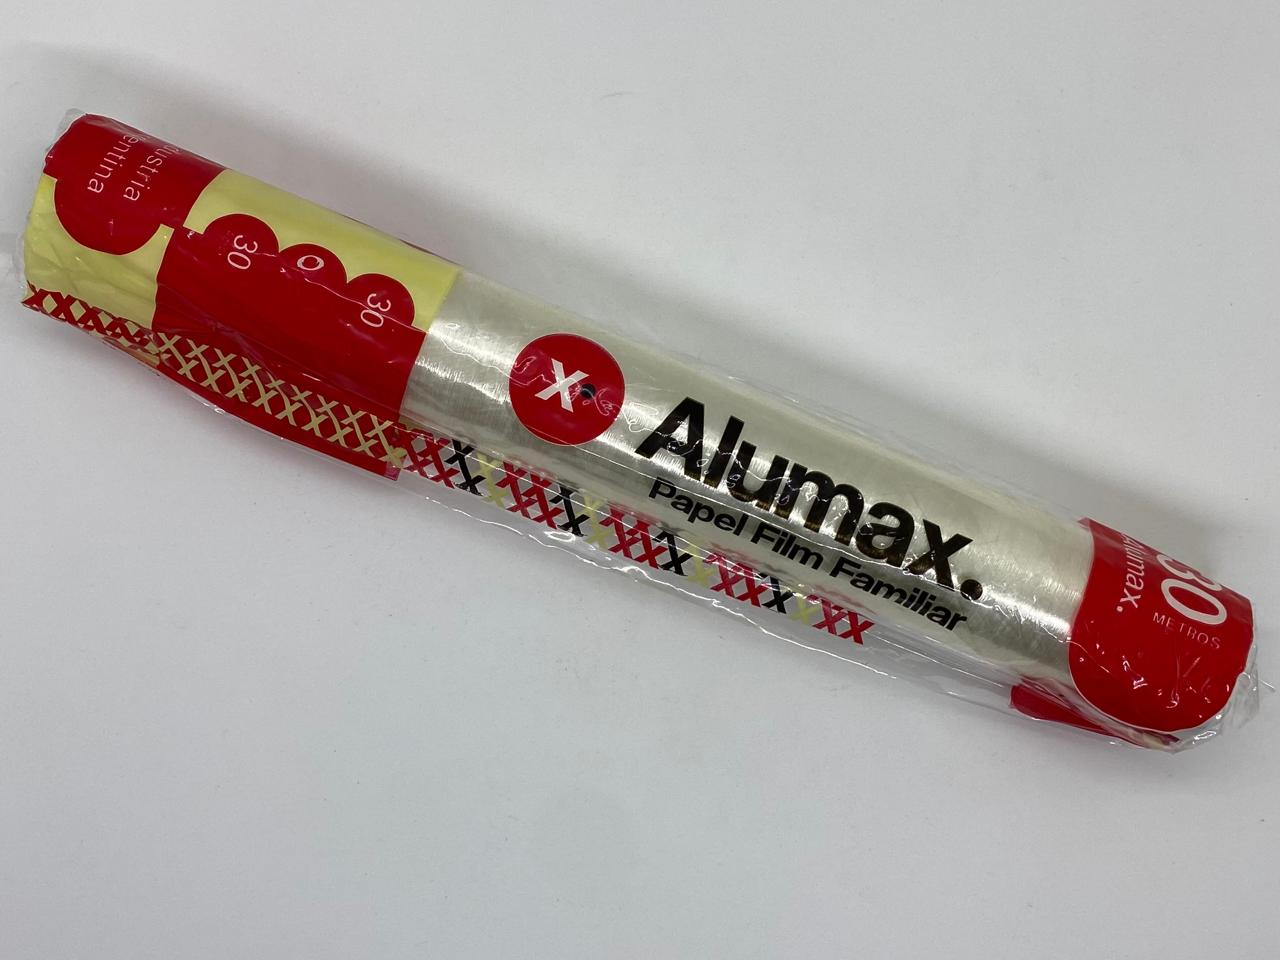 30
O
30
X.
Alumax.
Papel Film Familiar
30
METROS
Alumax.